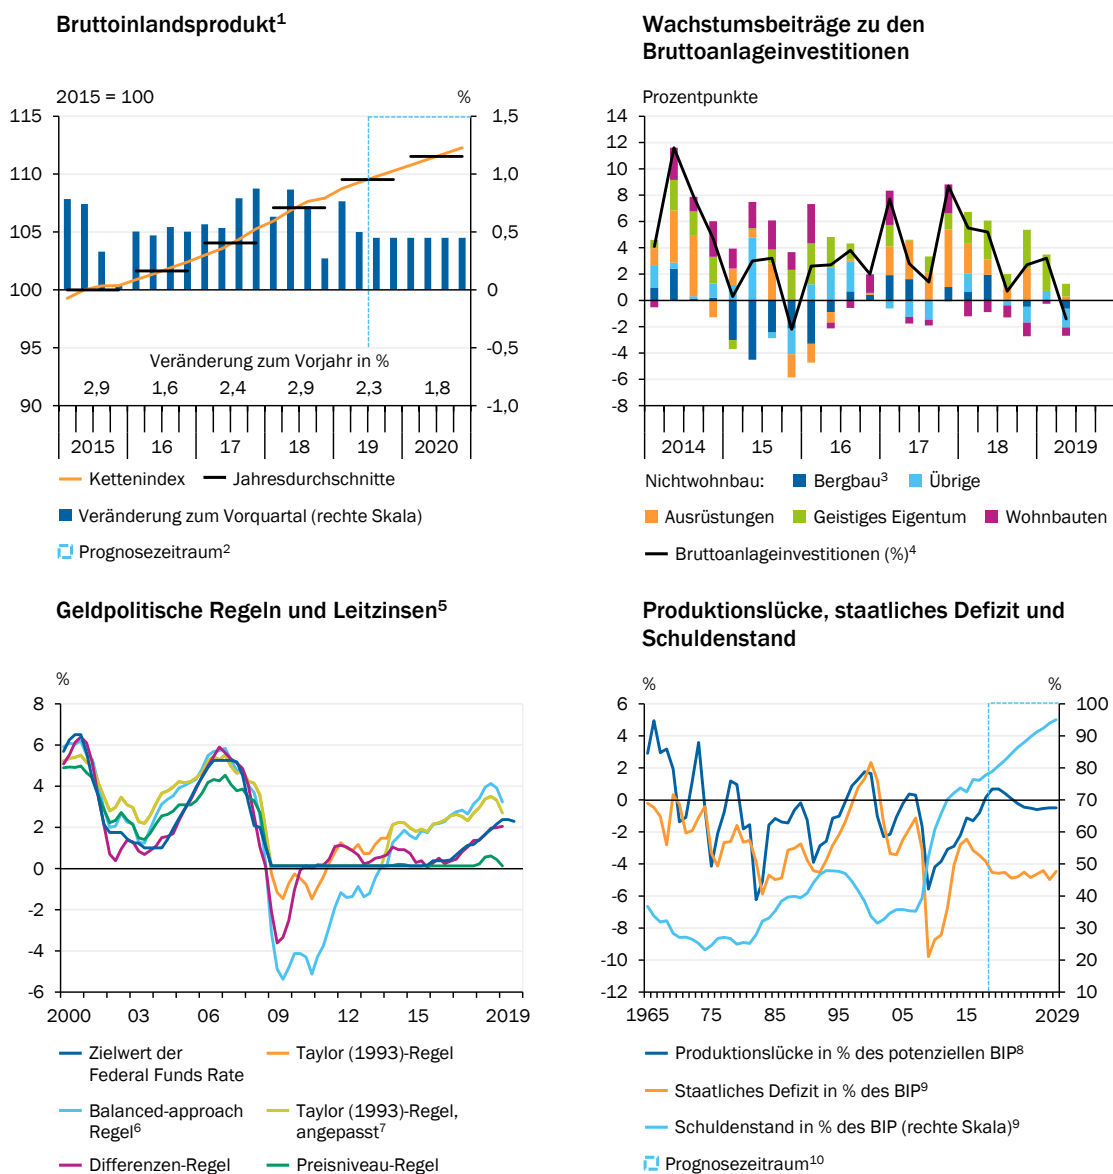 Bruttoinlandsprodukt¹
2015 = 100
%
115
110
105
100
95
90
1,5
1,0
0,5
0
-0,5
-1,0
Veränderung zum Vorjahr in %
2,9 1,6 2,4 2,9 2,3 1,8
2015 16 17 18 19 2020
Kettenindex Jahresdurchschnitte
Veränderung zum Vorquartal (rechte Skala)
Prognosezeitraum²
Wachstumsbeiträge zu den
Bruttoanlageinvestitionen
Prozentpunkte
14
12
10
8
6
4
2
0
-2
-4
-6
-8
2014 15 16 17 18 2019
Nichtwohnbau: Bergbau³ Übrige
Ausrüstungen Geistiges Eigentum Wohnbauten
Bruttoanlageinvestitionen (%)⁴
Geldpolitische Regeln und Leitzinsen⁵
%
8
6
4
2
0
-2
-4
-6
2000 03 06 09 12 15 2019
Zielwert der
Federal Funds Rate
Taylor (1993)-Regel
Balanced-approach
Regel⁶
Taylor (1993)-Regel,
angepasst⁷
Differenzen-Regel Preisniveau-Regel
Produktionslücke, staatliches Defizit und
Schuldenstand
% %
6
4
2
0
-2
-4
-6
-8
-10
-12
100
90
80
70
60
50
40
30
20
10
1965 75 85 95 05 15 2029
Produktionslücke in % des potenziellen BIP⁸
Staatliches Defizit in % des BIP⁹
Schuldenstand in % des BIP (rechte Skala)⁹
Prognosezeitraum¹⁰